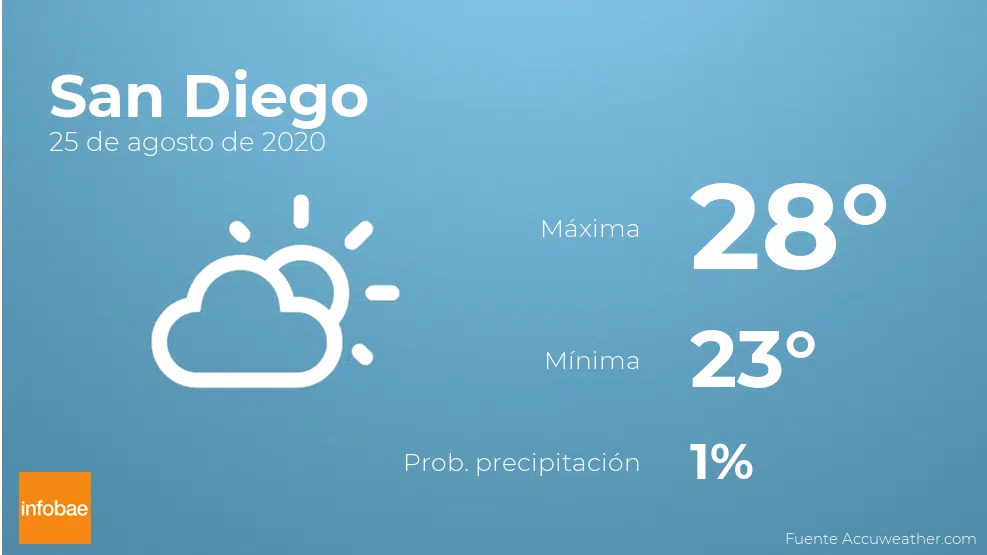 San Diego
25 de agosto de 2020
Máxima 28°
Mínima 23°
Prob. precipitación 1%
infobae
Fuente Accuweather.com